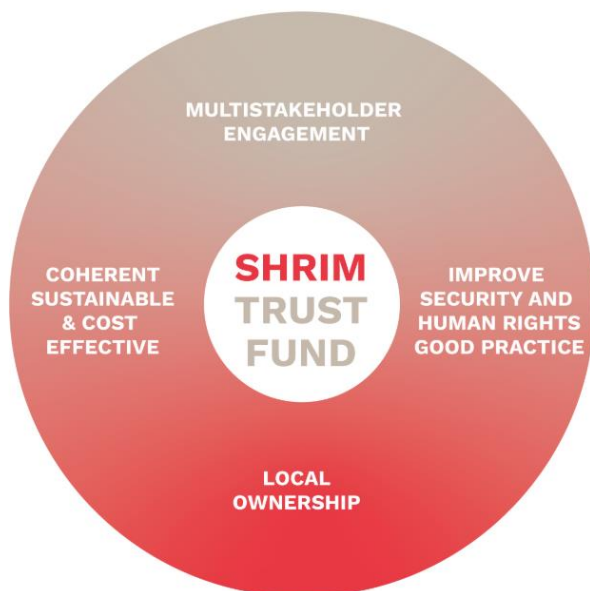 MULTISTAKEHOLDER
ENGAGEMENT
COHERENT
SUSTAINABLE
& COST
EFFECTIVE
SHRIM
TRUST
FUND
IMPROVE
SECURITY AND
HUMAN RIGHTS
GOOD PRACTICE
LOCAL
OWNERSHIP